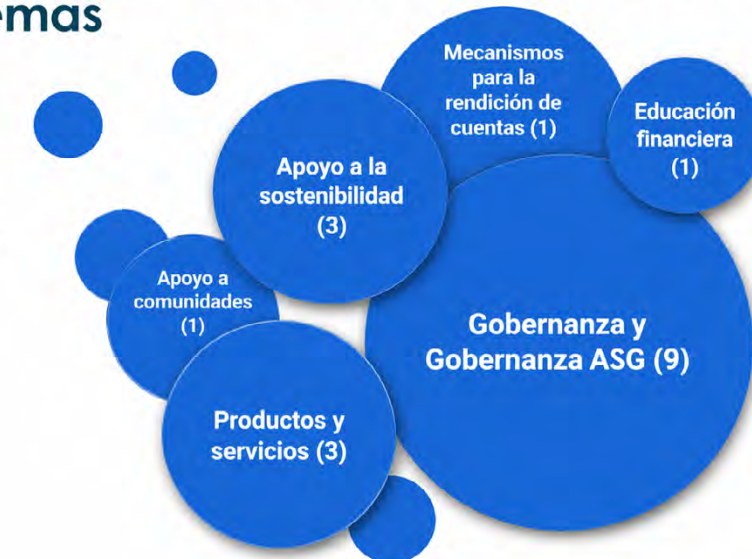 emas
Mecanismos
para la
rendición de
cuentas (1)
Educación
financiera
(1)
Apoyo a la
sostenibilidad
(3)
Apoyo a
comunidades
(1)
Gobernanza y
Gobernanza ASG (9)
Productos y
servicios (3)